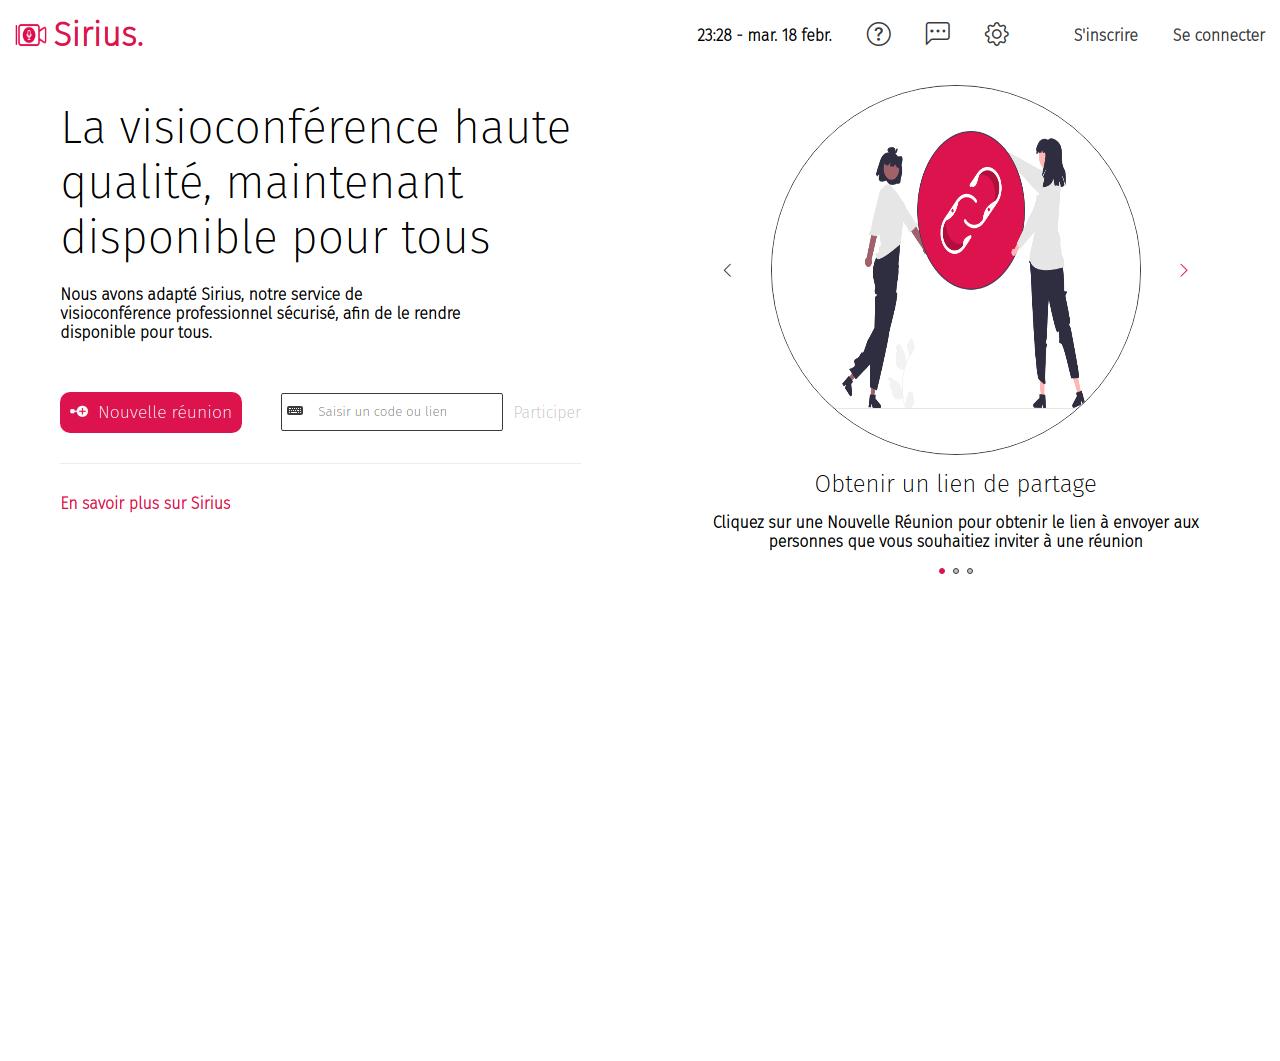 Sirius.
23:28 - mar. 18 febr.
S'inscrire
Se connecter
La visioconférence haute
qualité, maintenant
disponible pour tous
Nous avons adapté Sirius, notre service de
visioconférence professionnel sécurisé, afin de le rendre
disponible pour tous.
Nouvelle réunion
Saisir un code ou lien
Participer
En savoir plus sur Sirius
Obtenir un lien de partage
Cliquez sur une Nouvelle Réunion pour obtenir le lien à envoyer aux
personnes que vous souhaitiez inviter à une réunion